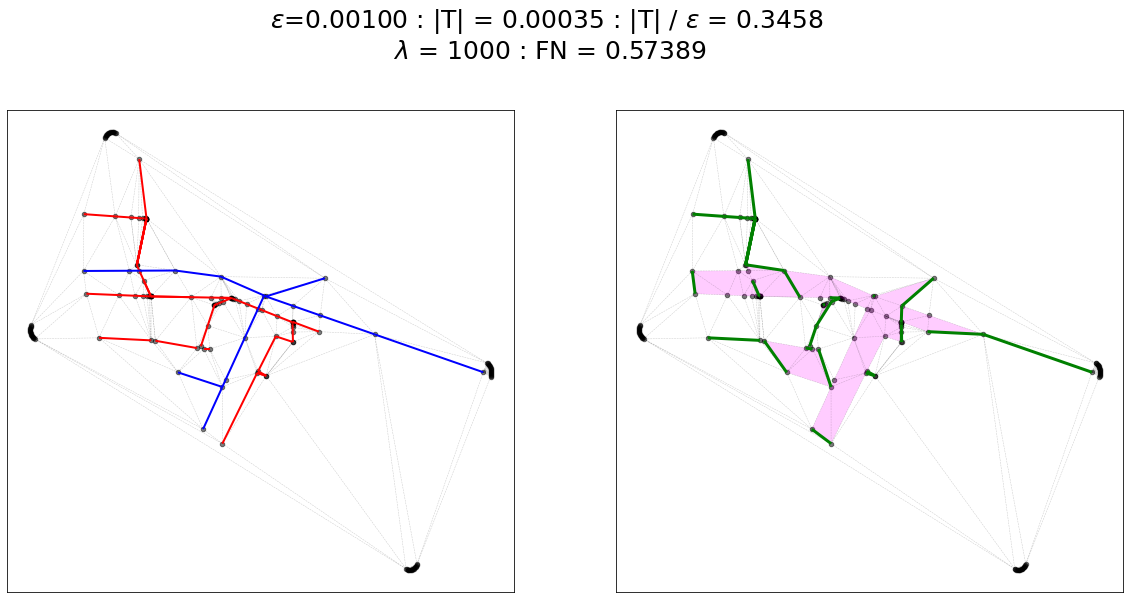 ε=0.00100 : |T| = 0.00035 : |T| / ε = 0.3458
λ = 1000 : FN = 0.57389